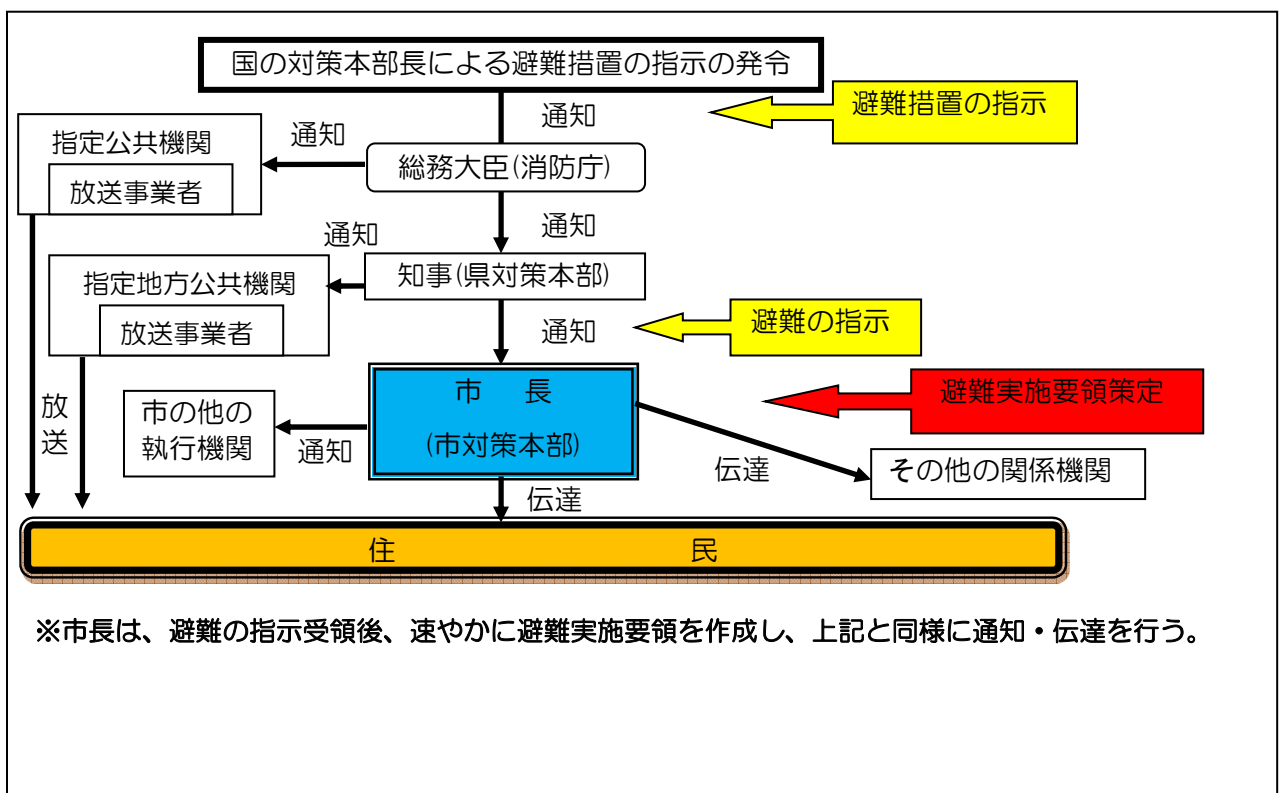 国の対策本部長による避難措置の指示の発令
避難措置の指示
通知
指定公共機関
放送事業者
通知
総務大臣(消防庁)
通知
通知
指定地方公共機関
放送事業者
知事(県対策本部)
通知
避難の指示
放送
市の他の
執行機関
通知
市 長
(市対策本部)
避難実施要領策定
伝達
その他の関係機関
伝達
住 民
※市長は、避難の指示受領後、速やかに避難実施要領を作成し、上記と同様に通知・伝達を行う。